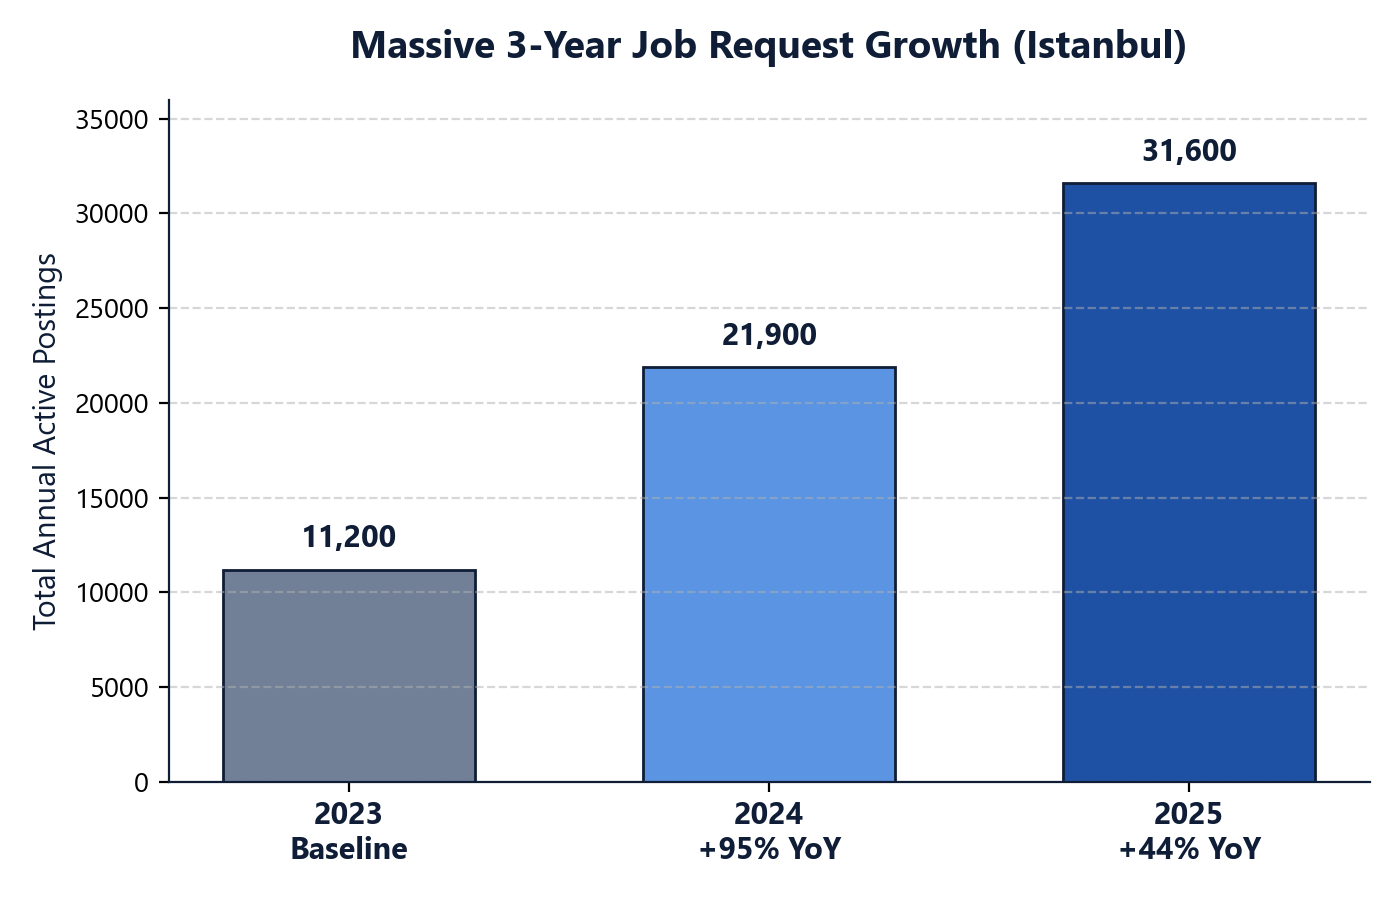 Massive 3-Year Job Request Growth (Istanbul)
Total Annual Active Postings
35000
30000
25000
20000
15000
10000
5000
0
11,200
21,900
31,600
2023
Baseline
2024
+95% YoY
2025
+44% YoY